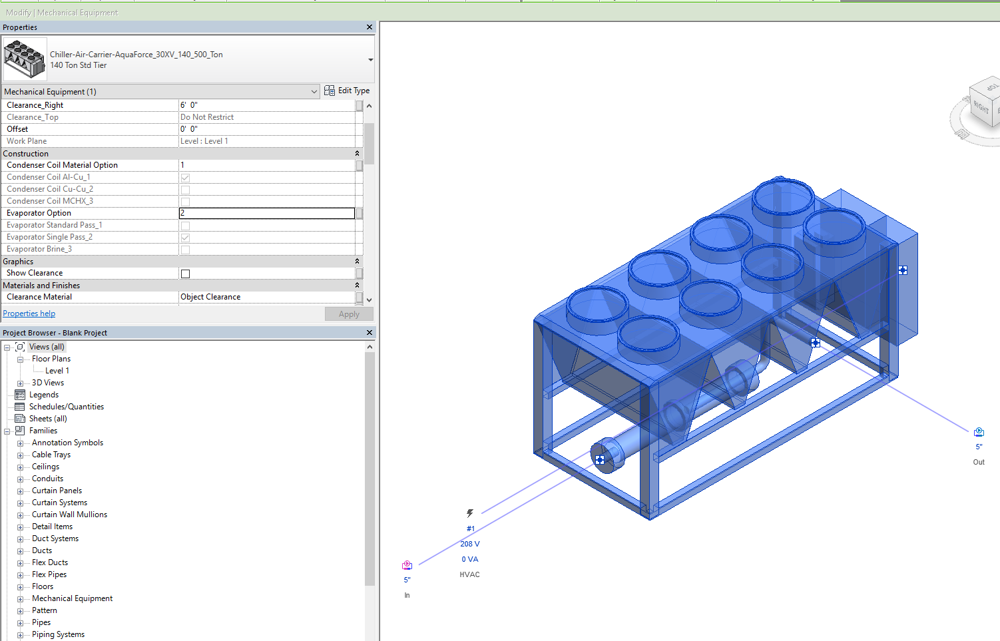 Modify | Mechanical Equipment
Properties
Chiller-Air-Carrier-AquaForce_30XV_140_500_Ton
140 Ton Std Tier
Mechanical Equipment (1)
Edit Type
Clearance_Right 6' 0"
Clearance_Top Do Not Restrict
Offset 0' 0"
Work Plane Level : Level 1
Construction
Condenser Coil Material Option 1
Condenser Coil Al-Cu_1
Condenser Coil Cu-Cu_2
Condenser Coil MCHX_3
Evaporator Option 2
Evaporator Standard Pass_1
Evaporator Single Pass_2
Evaporator Brine_3
Graphics
Show Clearance
Materials and Finishes
Clearance Material Object Clearance
Properties help
Apply
Project Browser - Blank Project
Views (all)
Floor Plans
Level 1
3D Views
Legends
Schedules/Quantities
Sheets (all)
Families
Annotation Symbols
Cable Trays
Ceilings
Conduits
Curtain Panels
Curtain Systems
Curtain Wall Mullions
Detail Items
Duct Systems
Ducts
Flex Ducts
Flex Pipes
Floors
Mechanical Equipment
Pattern
Pipes
Piping Systems
TOP
RIGHT
5"
Out
#1
208 V
0 VA
HVAC
5"
In